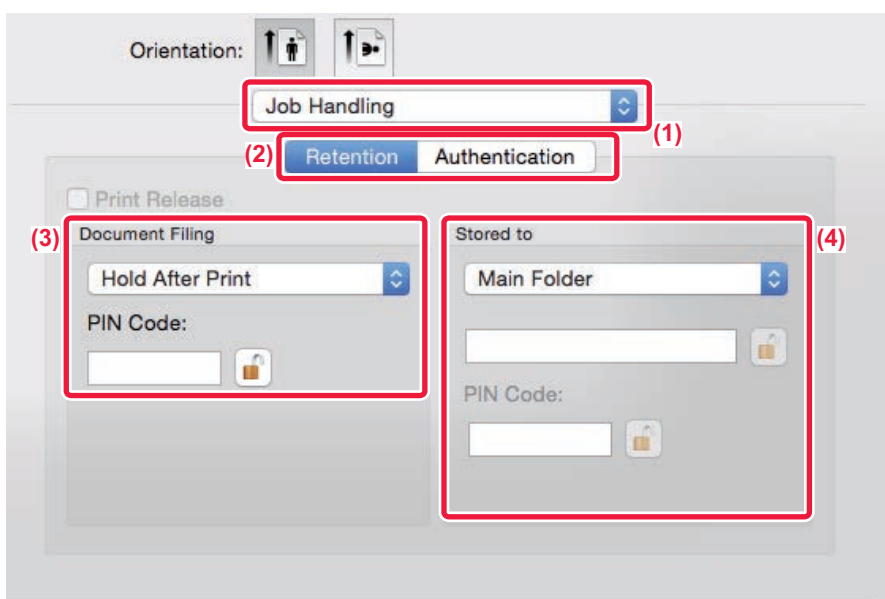 Orientation:
Job Handling
(1)
(2) Retention Authentication
Print Release
(3) Document Filing
Stored to (4)
Hold After Print
Main Folder
PIN Code:
PIN Code: